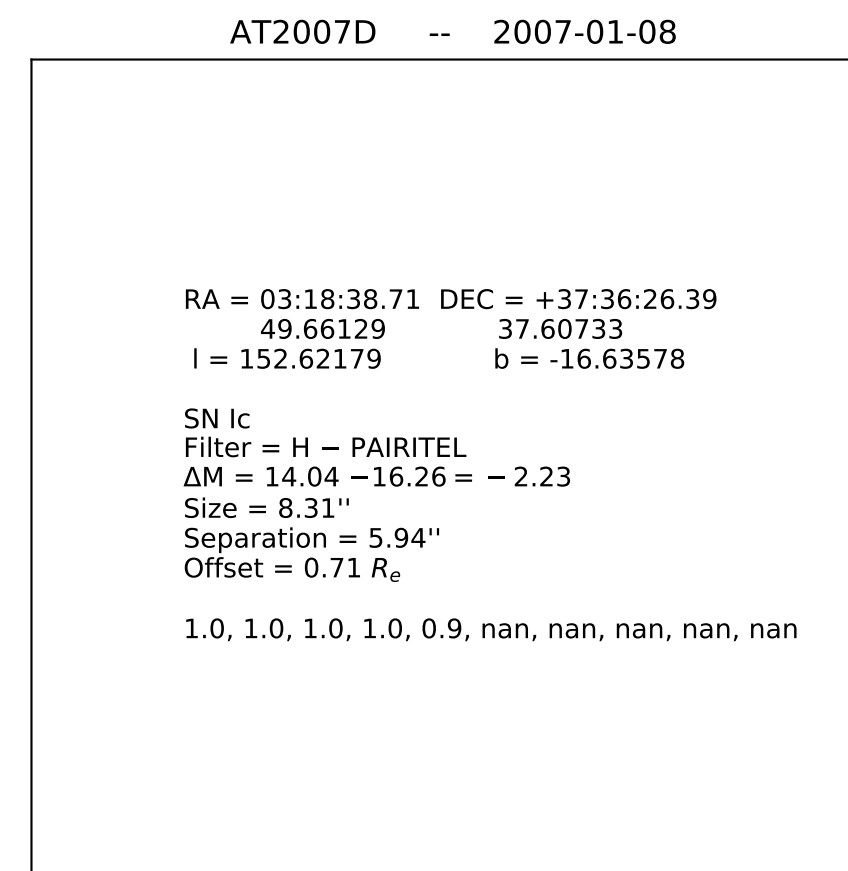 AT2007D -- 2007-01-08
RA = 03:18:38.71 DEC = +37:36:26.39
49.66129 37.60733
l = 152.62179 b = -16.63578
SN Ic
Filter = H − PAIRITEL
ΔM = 14.04 −16.26 = − 2.23
Size = 8.31''
Separation = 5.94''
Offset = 0.71 Rₑ
1.0, 1.0, 1.0, 1.0, 0.9, nan, nan, nan, nan, nan